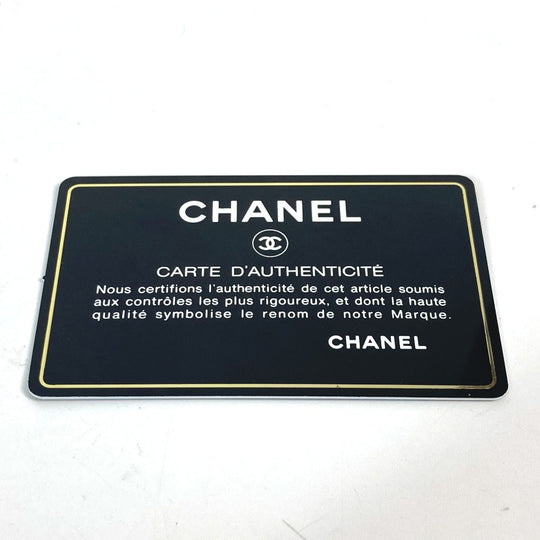 CHANEL
CARTE D'AUTHENTICITÉ
Nous certifions l'authenticité de cet article soumis
aux contrôles les plus rigoureux, et dont la haute
qualité symbolise le renom de notre Marque.
CHANEL